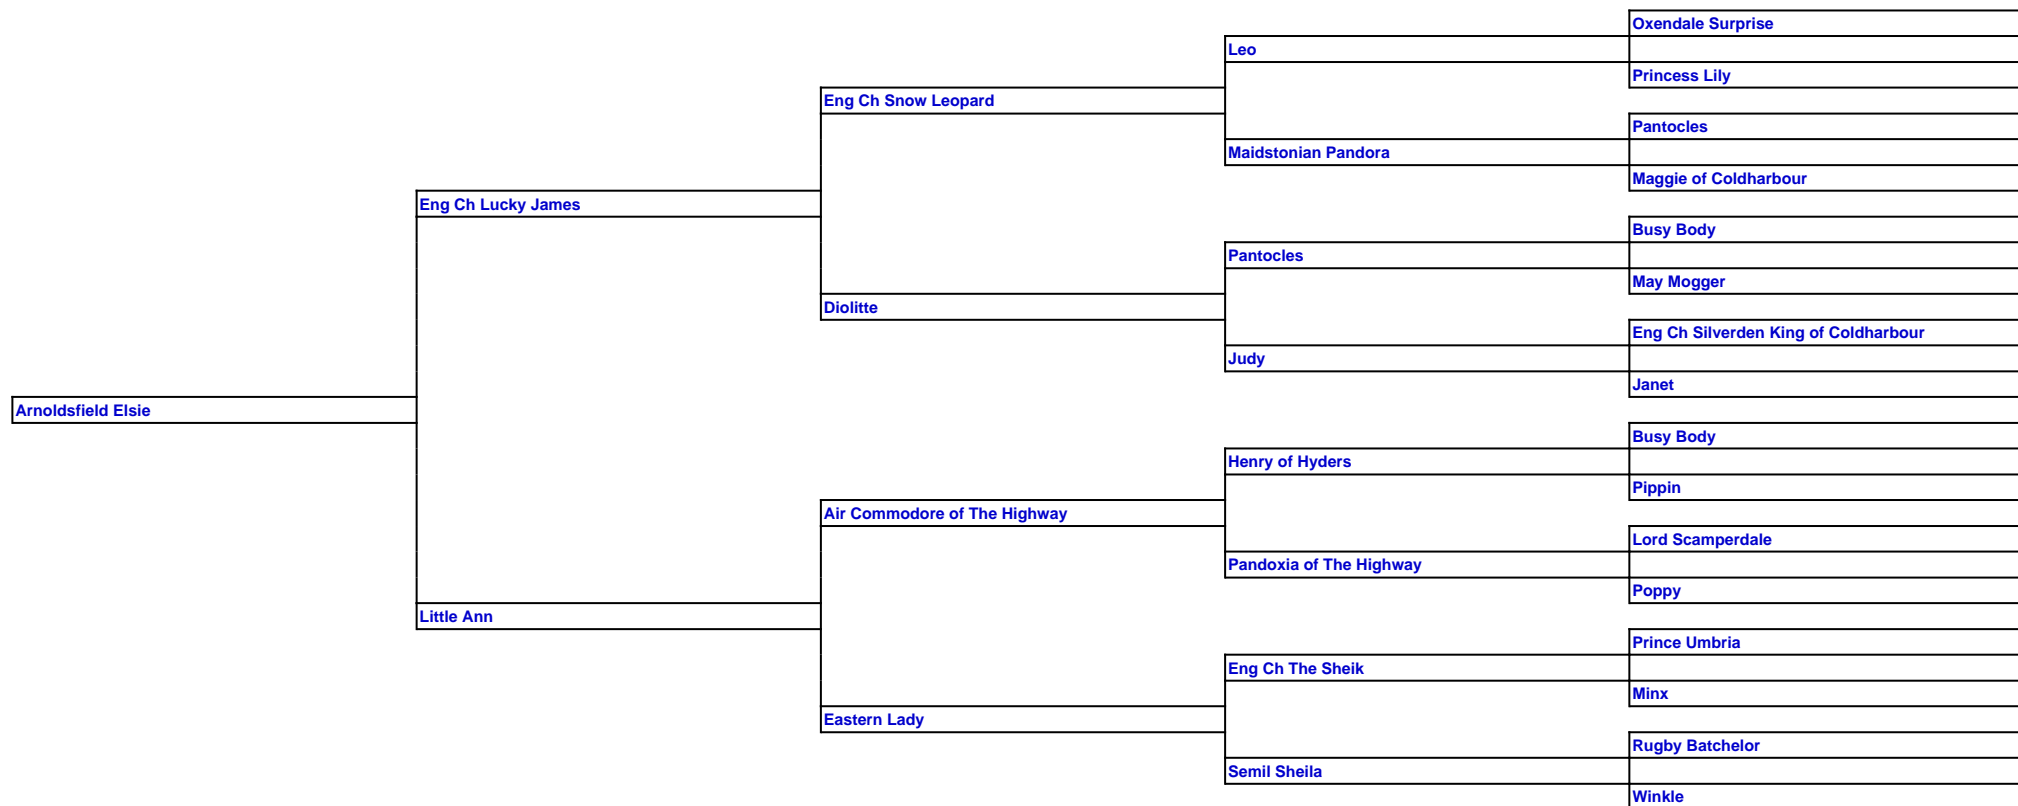 Oxendale Surprise
Leo
Princess Lily
Eng Ch Snow Leopard
Pantocles
Maidstonian Pandora
Maggie of Coldharbour
Eng Ch Lucky James
Busy Body
Pantocles
May Mogger
Diolitte
Eng Ch Silverden King of Coldharbour
Judy
Janet
Arnoldsfield Elsie
Busy Body
Henry of Hyders
Pippin
Air Commodore of The Highway
Lord Scamperdale
Pandoxia of The Highway
Poppy
Little Ann
Prince Umbria
Eng Ch The Sheik
Minx
Eastern Lady
Rugby Batchelor
Semil Sheila
Winkle